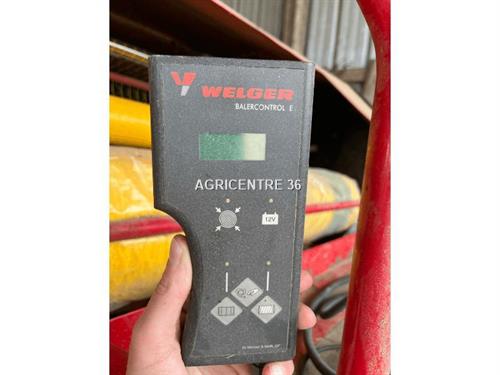 WELGER
BALERCONTROL E
AGRICENTRE 36
12V